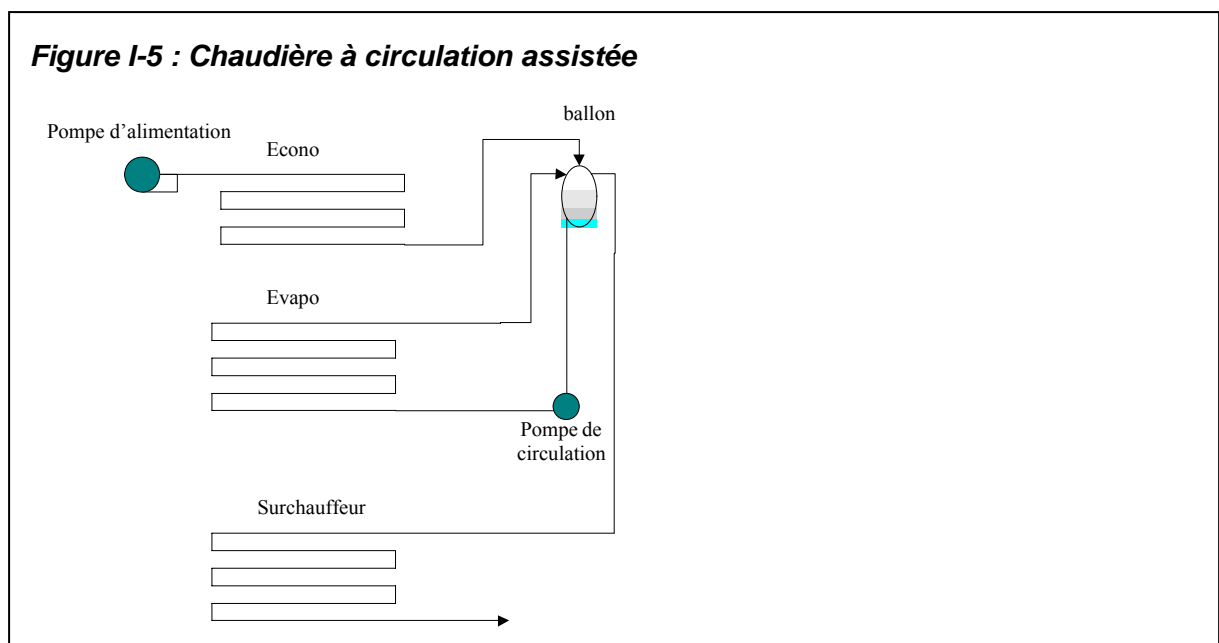 Figure I-5 : Chaudière à circulation assistée
ballon
Pompe d'alimentation
Econo
Evapo
Pompe de
circulation
Surchauffeur